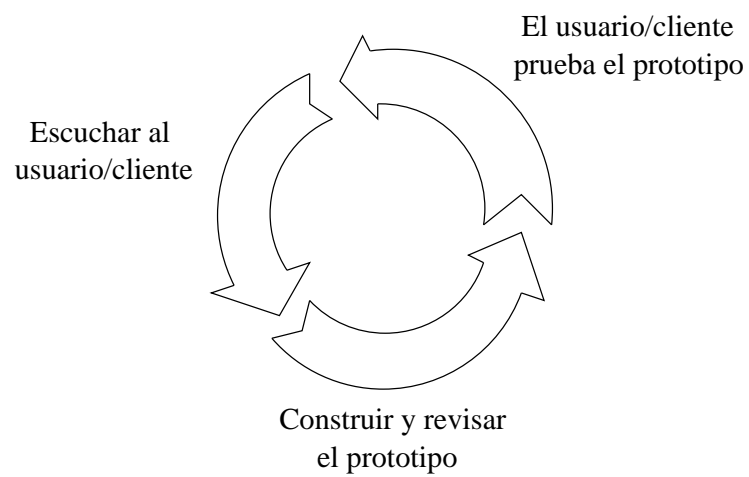 El usuario/cliente
prueba el prototipo
Escuchar al
usuario/cliente
Construir y revisar
el prototipo